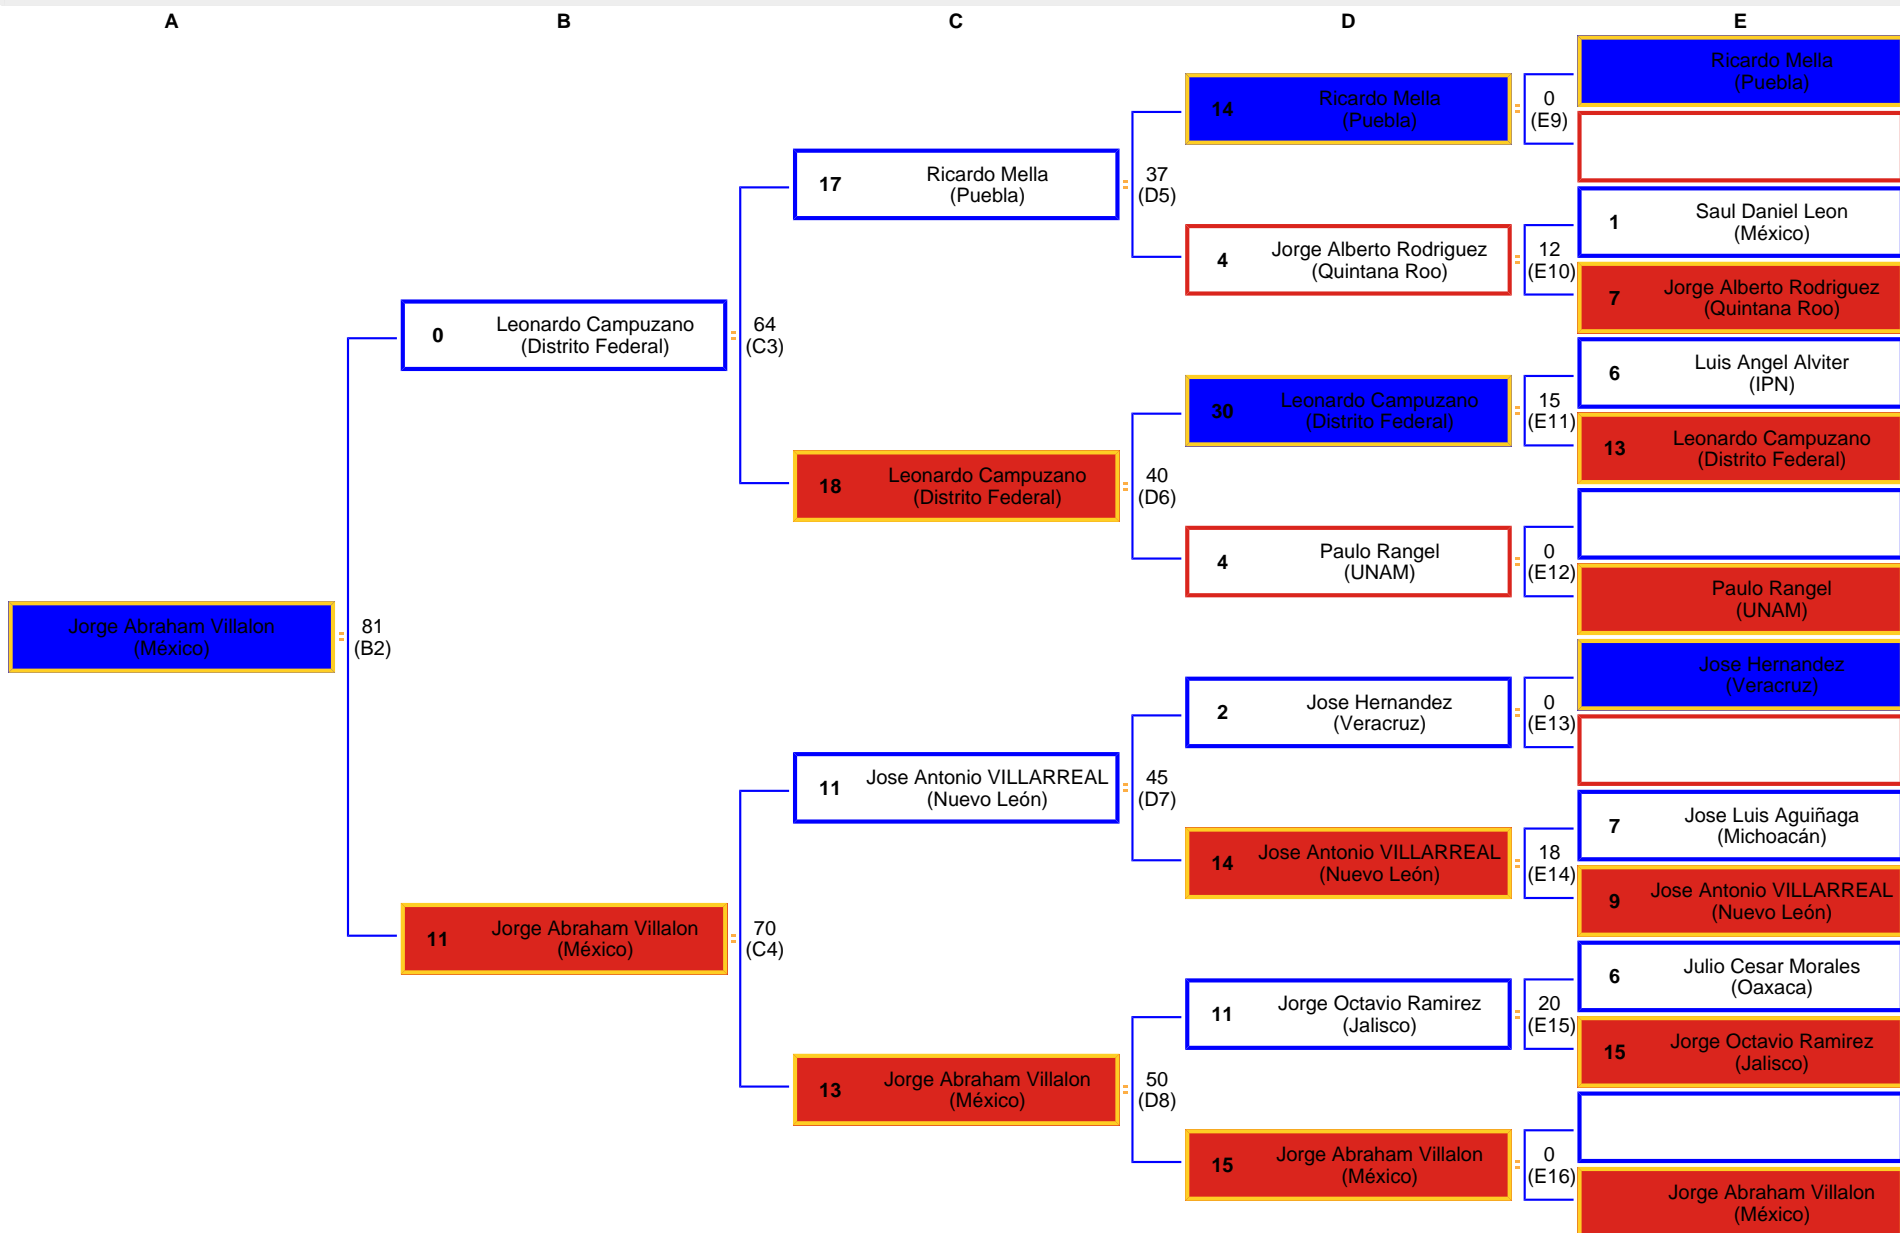 A
B
C
D
E
Jorge Abraham Villalon
(México)
81
(B2)
0
Leonardo Campuzano
(Distrito Federal)
64
(C3)
11
Jorge Abraham Villalon
(México)
70
(C4)
17
Ricardo Mella
(Puebla)
37
(D5)
18
Leonardo Campuzano
(Distrito Federal)
40
(D6)
11
Jose Antonio VILLARREAL
(Nuevo León)
45
(D7)
13
Jorge Abraham Villalon
(México)
50
(D8)
14
Ricardo Mella
(Puebla)
0
(E9)
4
Jorge Alberto Rodriguez
(Quintana Roo)
12
(E10)
30
Leonardo Campuzano
(Distrito Federal)
15
(E11)
4
Paulo Rangel
(UNAM)
0
(E12)
2
Jose Hernandez
(Veracruz)
0
(E13)
14
Jose Antonio VILLARREAL
(Nuevo León)
18
(E14)
11
Jorge Octavio Ramirez
(Jalisco)
20
(E15)
15
Jorge Abraham Villalon
(México)
0
(E16)
Ricardo Mella
(Puebla)
1
Saul Daniel Leon
(México)
7
Jorge Alberto Rodriguez
(Quintana Roo)
6
Luis Angel Alviter
(IPN)
13
Leonardo Campuzano
(Distrito Federal)
Paulo Rangel
(UNAM)
Jose Hernandez
(Veracruz)
7
Jose Luis Aguiñaga
(Michoacán)
9
Jose Antonio VILLARREAL
(Nuevo León)
6
Julio Cesar Morales
(Oaxaca)
15
Jorge Octavio Ramirez
(Jalisco)
Jorge Abraham Villalon
(México)